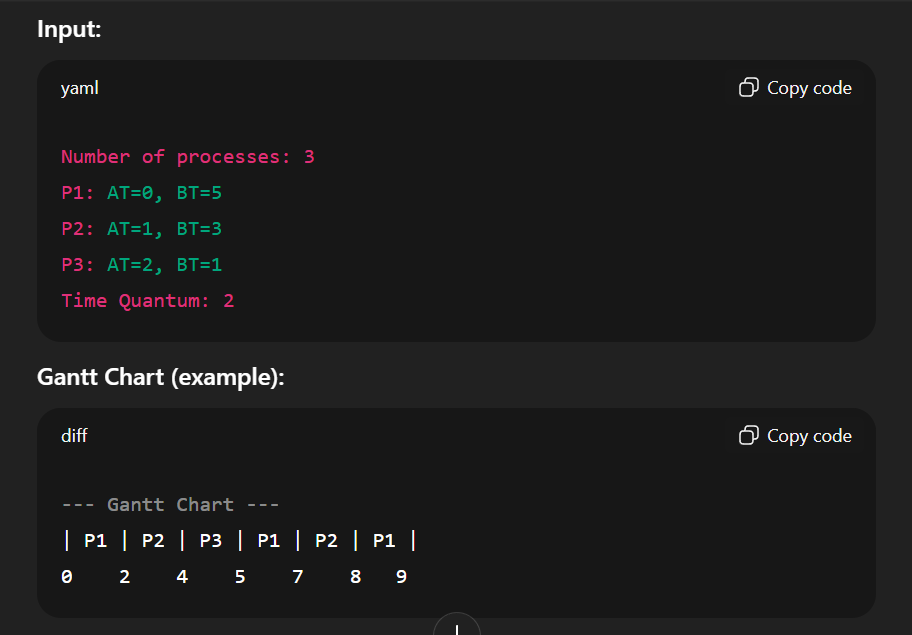 Input:
yaml
Copy code
Number of processes: 3
P1: AT=0, BT=5
P2: AT=1, BT=3
P3: AT=2, BT=1
Time Quantum: 2
Gantt Chart (example):
diff
Copy code
--- Gantt Chart ---
| P1 | P2 | P3 | P1 | P2 | P1 |
0    2    4    5    7    8   9